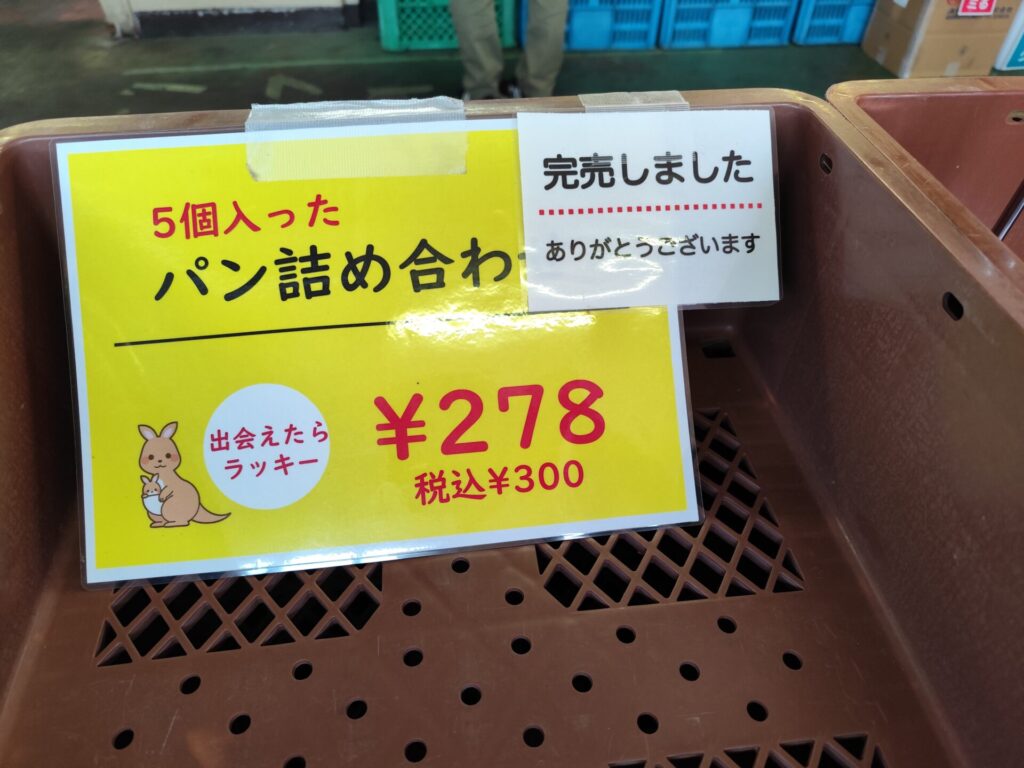 5個入った
パン詰め合わ
完売しました
ありがとうございます
出会えたら
ラッキー
¥278
税込¥300